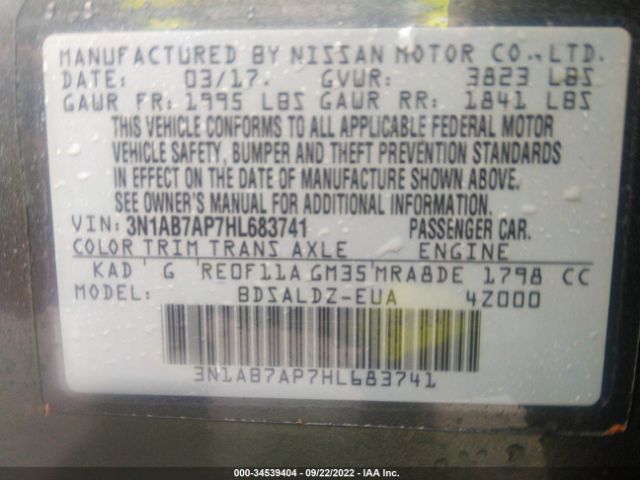 MANUFACTURED BY NISSAN MOTOR CO., LTD.
DATE: 03/17. GVWR: 3823 LBS
GAWR FR: 1995 LBS GAWR RR: 1841 LBS
THIS VEHICLE CONFORMS TO ALL APPLICABLE FEDERAL MOTOR
VEHICLE SAFETY, BUMPER AND THEFT PREVENTION STANDARDS
IN EFFECT ON THE DATE OF MANUFACTURE SHOWN ABOVE.
SEE OWNER'S MANUAL FOR ADDITIONAL INFORMATION.
VIN: 3N1AB7AP7HL683741 PASSENGER CAR.
COLOR TRIM TRANS AXLE ENGINE
KAD G RE0F11A GM35 MRA8DE 1798 CC
MODEL: BDSALDZ-EUA 4Z000
3N1AB7AP7HL683741
000-34539404 - 09/22/2022 - IAA Inc.